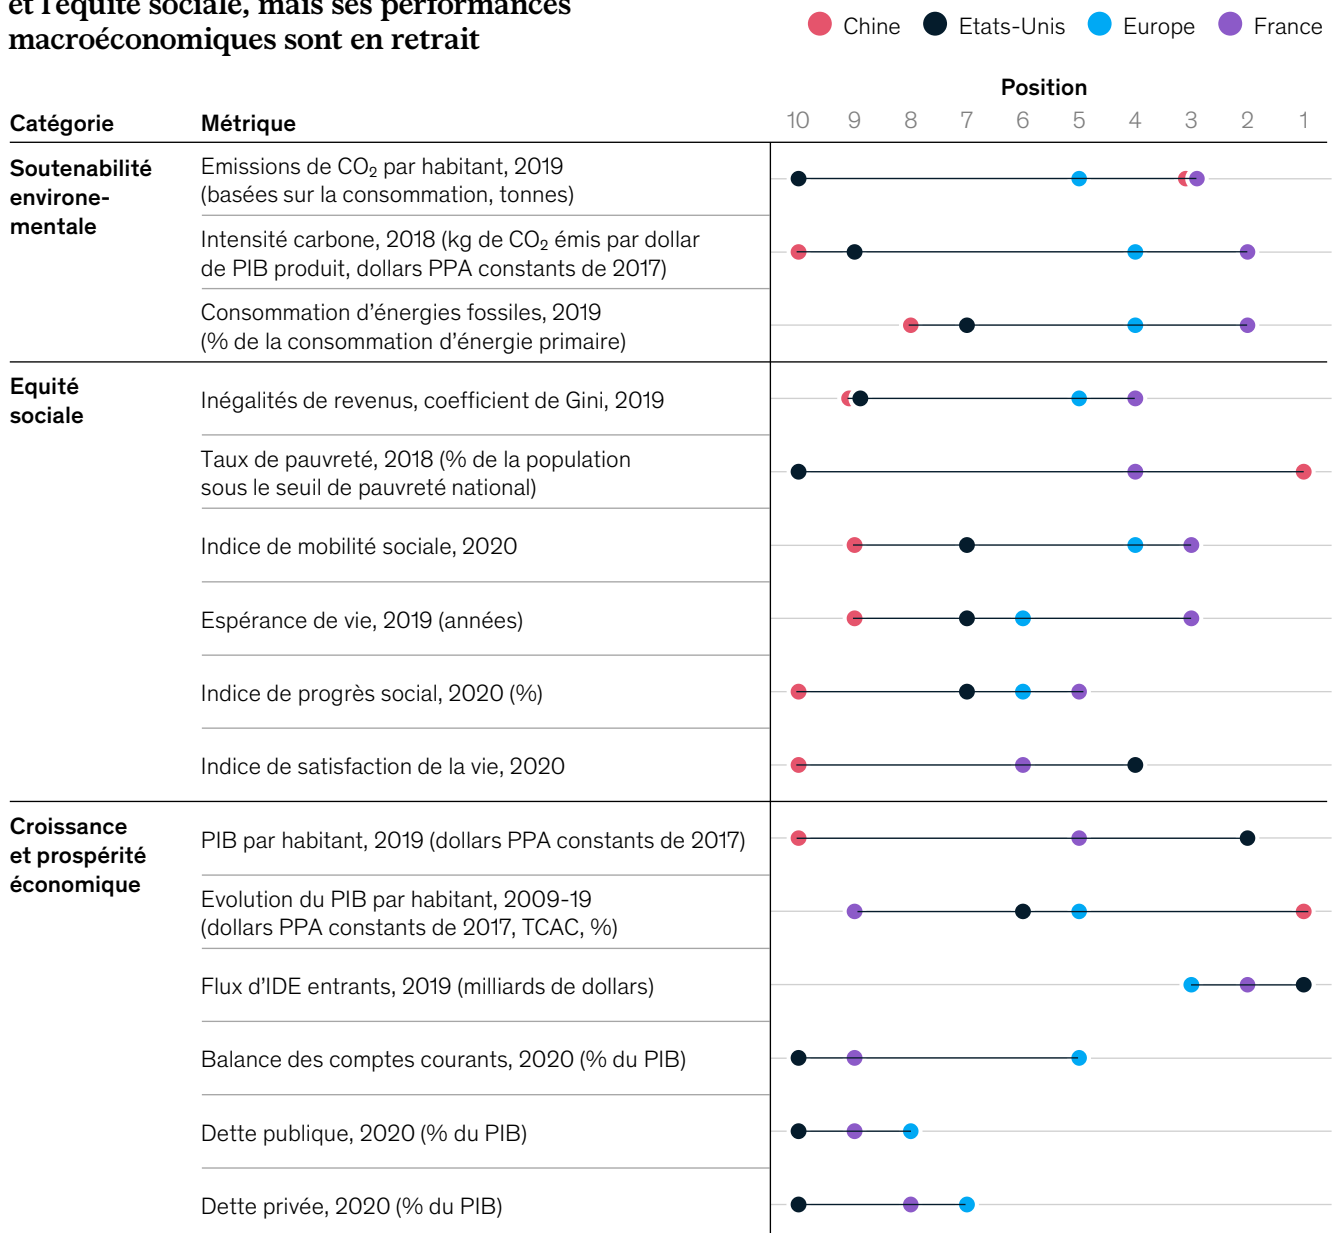 et l'équité sociale, mais ses performances
macroéconomiques sont en retrait
Chine Etats-Unis Europe France
Position
Catégorie Métrique 10 9 8 7 6 5 4 3 2 1
Soutenabilité
environe-
mentale
Emissions de CO₂ par habitant, 2019
(basées sur la consommation, tonnes)
Intensité carbone, 2018 (kg de CO₂ émis par dollar
de PIB produit, dollars PPA constants de 2017)
Consommation d'énergies fossiles, 2019
(% de la consommation d'énergie primaire)
Equité
sociale
Inégalités de revenus, coefficient de Gini, 2019
Taux de pauvreté, 2018 (% de la population
sous le seuil de pauvreté national)
Indice de mobilité sociale, 2020
Espérance de vie, 2019 (années)
Indice de progrès social, 2020 (%)
Indice de satisfaction de la vie, 2020
Croissance
et prospérité
économique
PIB par habitant, 2019 (dollars PPA constants de 2017)
Evolution du PIB par habitant, 2009-19
(dollars PPA constants de 2017, TCAC, %)
Flux d'IDE entrants, 2019 (milliards de dollars)
Balance des comptes courants, 2020 (% du PIB)
Dette publique, 2020 (% du PIB)
Dette privée, 2020 (% du PIB)